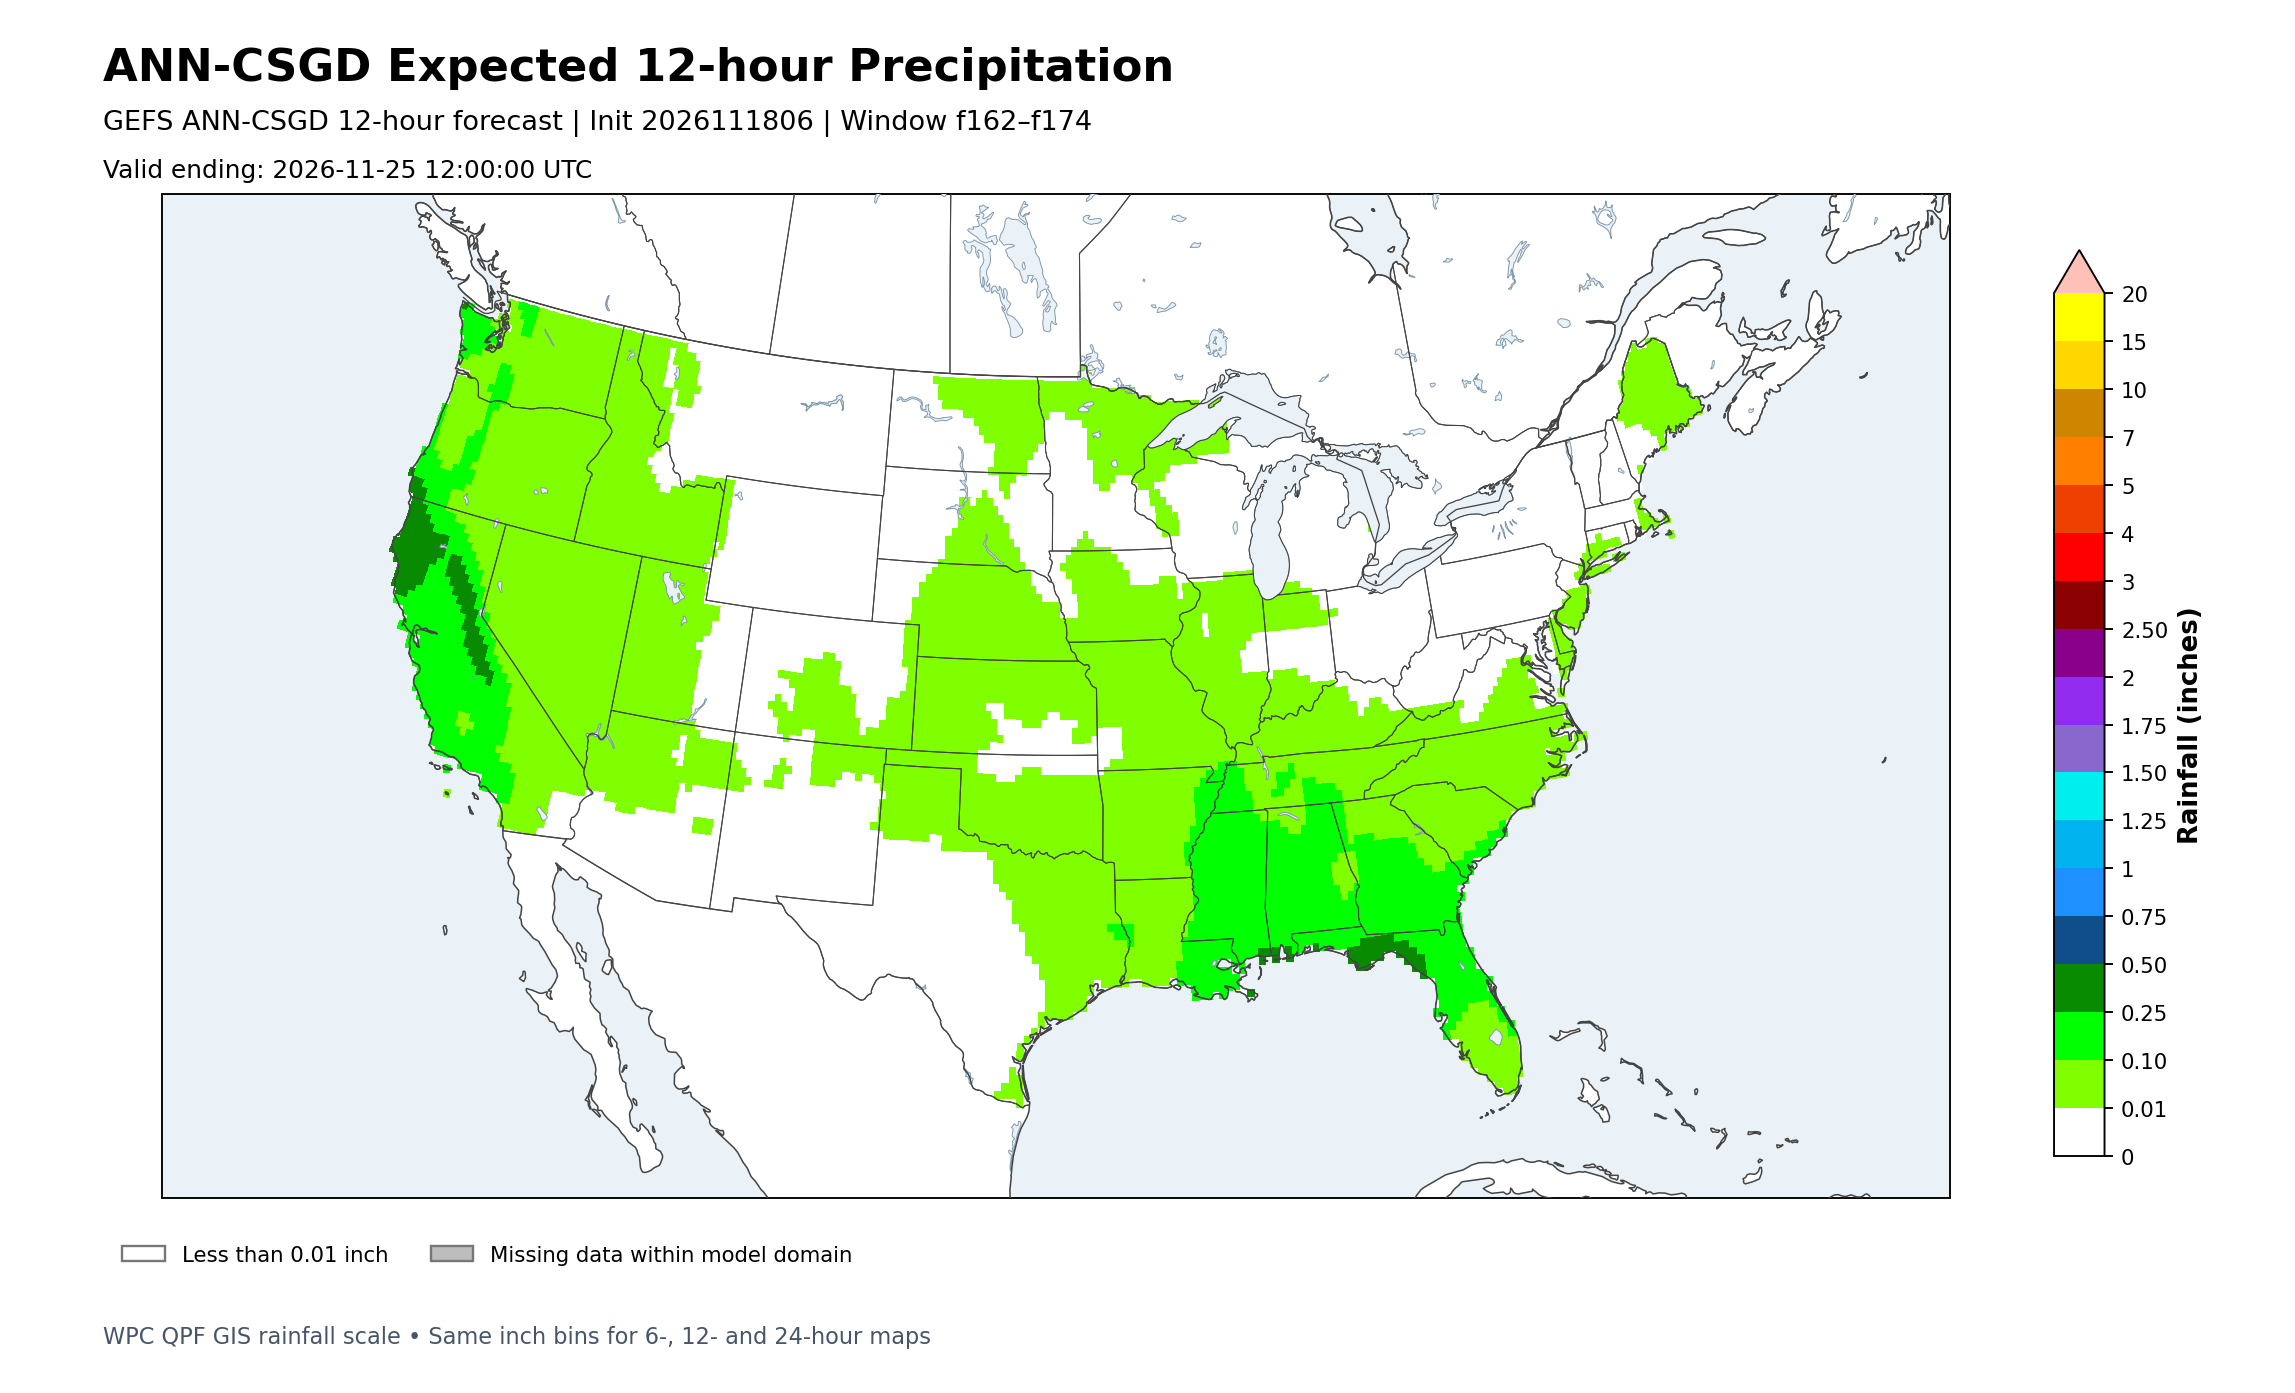 ANN-CSGD Expected 12-hour Precipitation
GEFS ANN-CSGD 12-hour forecast | Init 2026111806 | Window f162–f174
Valid ending: 2026-11-25 12:00:00 UTC
20
15
10
7
5
4
3
2.50
2
1.75
1.50
1.25
1
0.75
0.50
0.25
0.10
0.01
0
Rainfall (inches)
Less than 0.01 inch
Missing data within model domain
WPC QPF GIS rainfall scale • Same inch bins for 6-, 12- and 24-hour maps